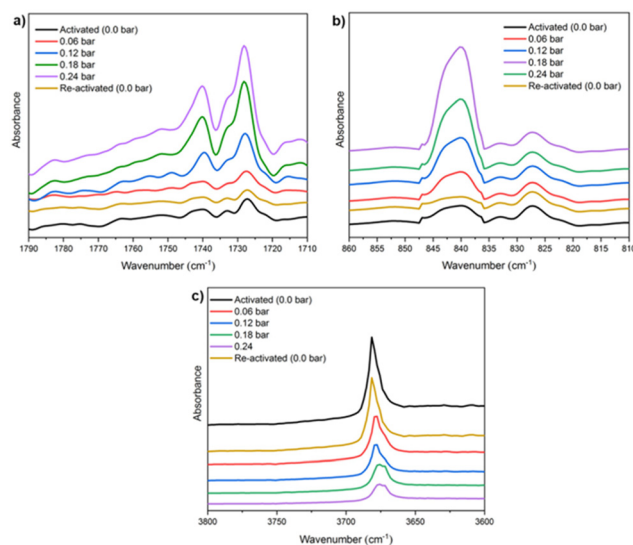 a)
Activated (0.0 bar)
0.06 bar
0.12 bar
0.18 bar
0.24 bar
Re-activated (0.0 bar)
Absorbance
1790 1780 1770 1760 1750 1740 1730 1720 1710
Wavenumber (cm⁻¹)
b)
Activated (0.0 bar)
0.06 bar
0.12 bar
0.18 bar
0.24 bar
Re-activated (0.0 bar)
Absorbance
860 855 850 845 840 835 830 825 820 815 810
Wavenumber (cm⁻¹)
c)
Activated (0.0 bar)
0.06 bar
0.12 bar
0.18 bar
0.24
Re-activated (0.0 bar)
Absorbance
3800 3750 3700 3650 3600
Wavenumber (cm⁻¹)